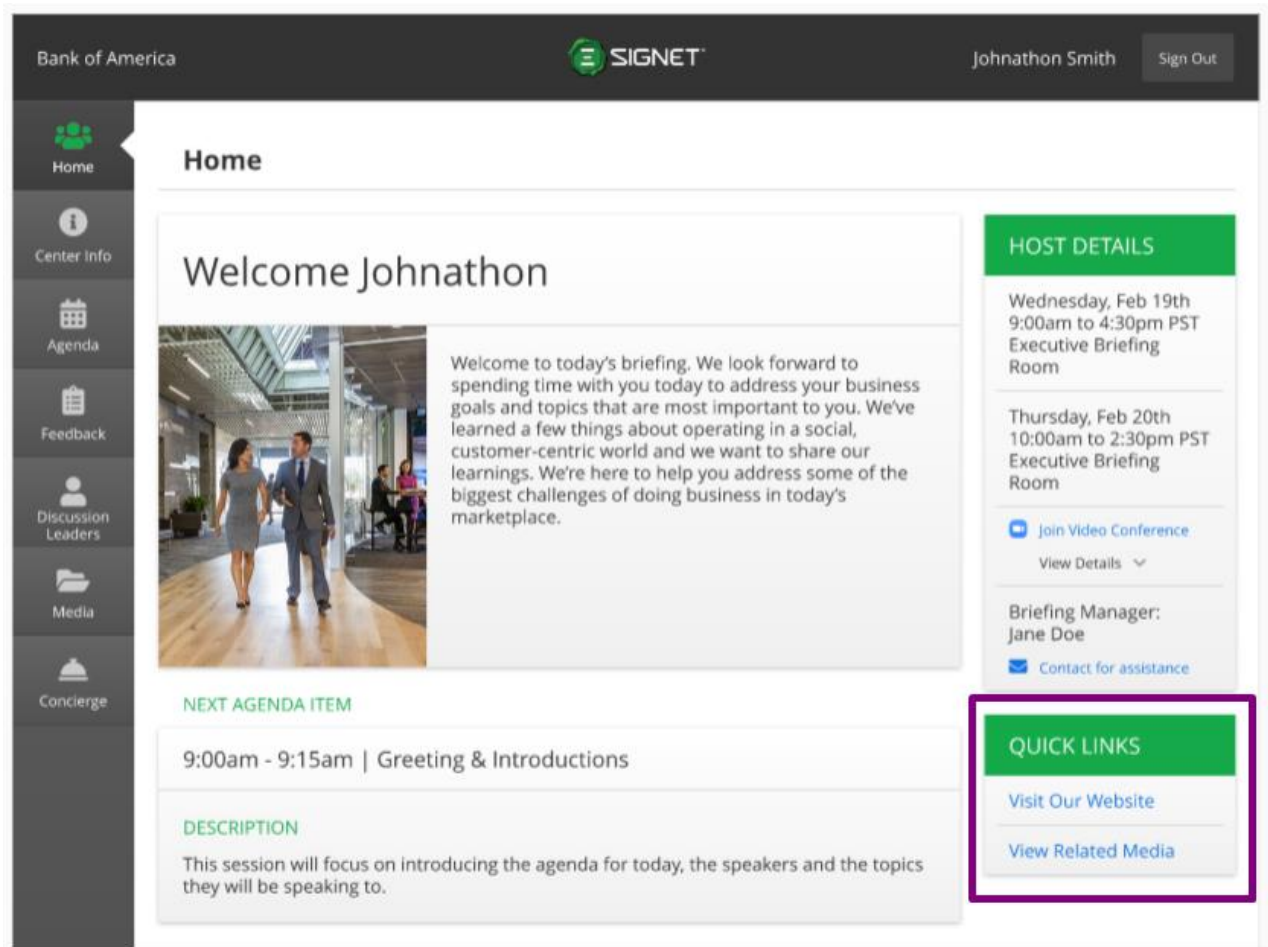 Bank of America
SIGNET
Johnathon Smith
Sign Out
Home
Center Info
Agenda
Feedback
Discussion
Leaders
Media
Concierge
Home
Welcome Johnathon
Welcome to today's briefing. We look forward to
spending time with you today to address your business
goals and topics that are most important to you. We've
learned a few things about operating in a social,
customer-centric world and we want to share our
learnings. We're here to help you address some of the
biggest challenges of doing business in today's
marketplace.
NEXT AGENDA ITEM
9:00am - 9:15am | Greeting & Introductions
DESCRIPTION
This session will focus on introducing the agenda for today, the speakers and the topics
they will be speaking to.
HOST DETAILS
Wednesday, Feb 19th
9:00am to 4:30pm PST
Executive Briefing
Room
Thursday, Feb 20th
10:00am to 2:30pm PST
Executive Briefing
Room
Join Video Conference
View Details
Briefing Manager:
Jane Doe
Contact for assistance
QUICK LINKS
Visit Our Website
View Related Media